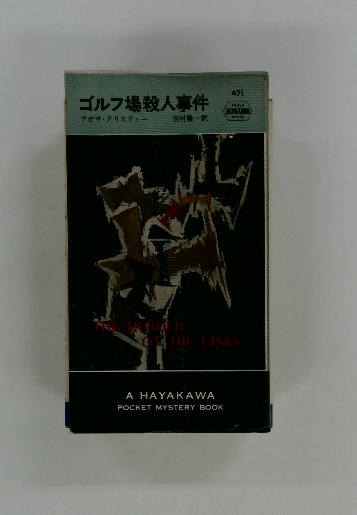 471
ゴルフ場殺人事件
アガサ・クリスティー 田村隆一訳
THE MURDER
ON THE LINKS
A HAYAKAWA
POCKET MYSTERY BOOK